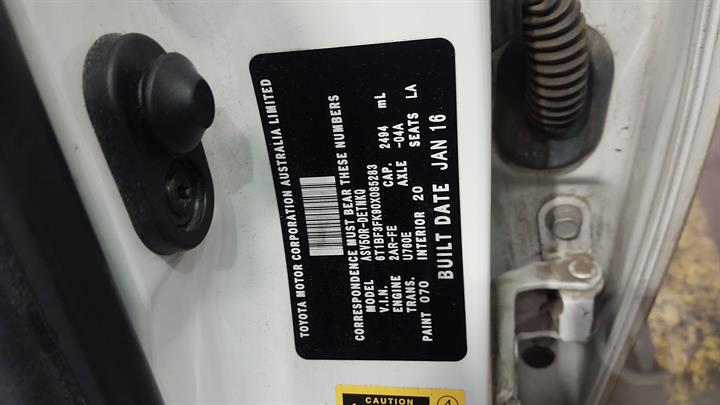 TOYOTA MOTOR CORPORATION AUSTRALIA LIMITED
CORRESPONDENCE MUST BEAR THESE NUMBERS
MODEL ASV50R-DETNKQ
V.I.N. 6T1BF3FK90X085283
ENGINE 2AR-FE CAP. 2494 mL
TRANS. U760E AXLE -04A
PAINT 070 INTERIOR 20 SEATS LA
BUILT DATE JAN 16
CAUTION